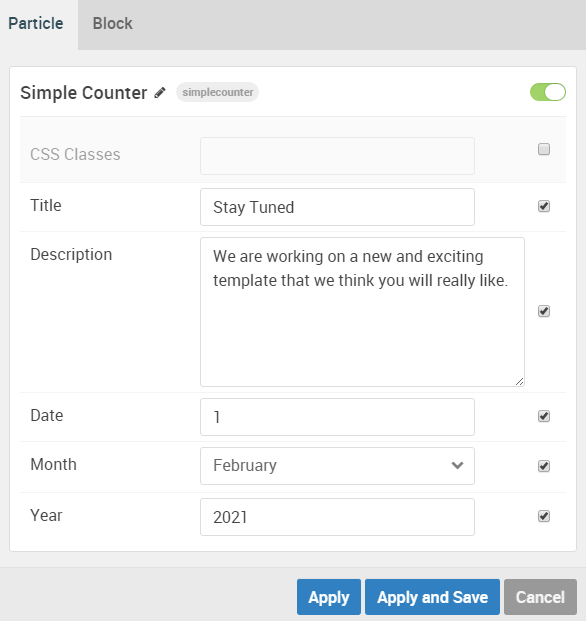 Particle Block
Simple Counter simplecounter
CSS Classes
Title Stay Tuned
Description We are working on a new and exciting
template that we think you will really like.
Date 1
Month February
Year 2021
Apply Apply and Save Cancel